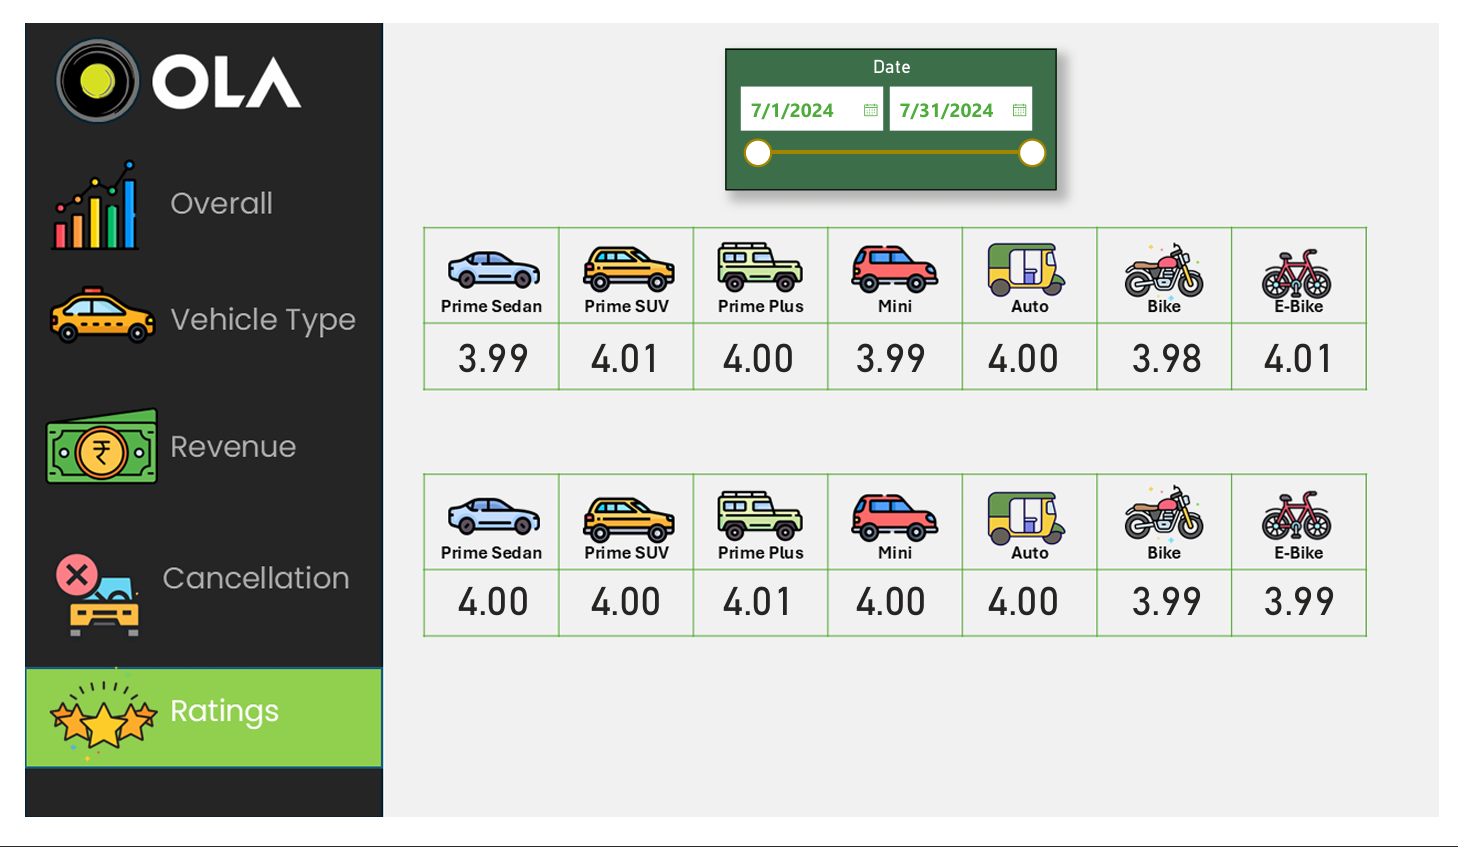 OLA
Overall
Vehicle Type
Revenue
₹
Cancellation
Ratings
Date
7/1/2024 7/31/2024
Prime Sedan Prime SUV Prime Plus Mini Auto Bike E-Bike
3.99 4.01 4.00 3.99 4.00 3.98 4.01
Prime Sedan Prime SUV Prime Plus Mini Auto Bike E-Bike
4.00 4.00 4.01 4.00 4.00 3.99 3.99